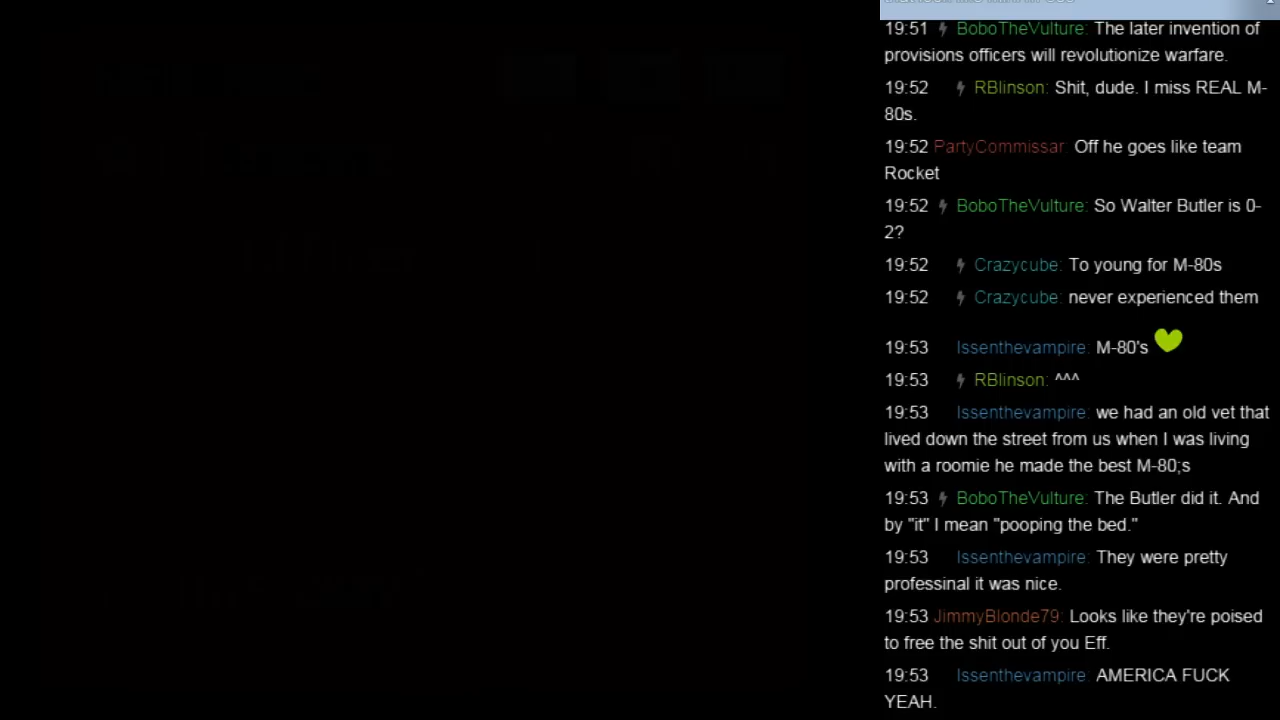 19:51 BoboTheVulture: The later invention of
provisions officers will revolutionize warfare.
19:52 RBlinson: Shit, dude. I miss REAL M-
80s.
19:52 PartyCommissar: Off he goes like team
Rocket
19:52 BoboTheVulture: So Walter Butler is 0-
2?
19:52 Crazycube: To young for M-80s
19:52 Crazycube: never experienced them
19:53 Issenthevampire: M-80's
19:53 RBlinson: ^^^
19:53 Issenthevampire: we had an old vet that
lived down the street from us when I was living
with a roomie he made the best M-80;s
19:53 BoboTheVulture: The Butler did it. And
by "it" I mean "pooping the bed."
19:53 Issenthevampire: They were pretty
professinal it was nice.
19:53 JimmyBlonde79: Looks like they're poised
to free the shit out of you Eff.
19:53 Issenthevampire: AMERICA FUCK
YEAH.